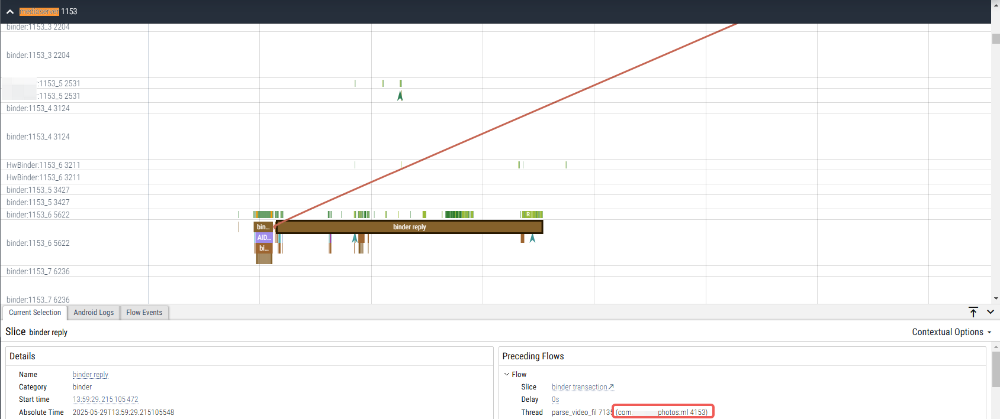 mediaserver 1153
binder:1153_3 2204
binder:1153_3 2204
:1153_5 2531
:1153_5 2531
binder:1153_4 3124
binder:1153_4 3124
HwBinder:1153_6 3211
HwBinder:1153_6 3211
binder:1153_5 3427
binder:1153_5 3427
binder:1153_6 5622
R
bin...
binder reply
AID...
binder:1153_6 5622
bi...
binder:1153_7 6236
binder:1153_7 6236
Current Selection Android Logs Flow Events
Slice binder reply
Contextual Options
Details
Name binder reply
Category binder
Start time 13:59:29.215 105 472
Absolute Time 2025-05-29T13:59:29.215105548
Preceding Flows
Flow
Slice binder transaction
Delay 0s
Thread parse_video_fil 7135 (com. photos:ml 4153)